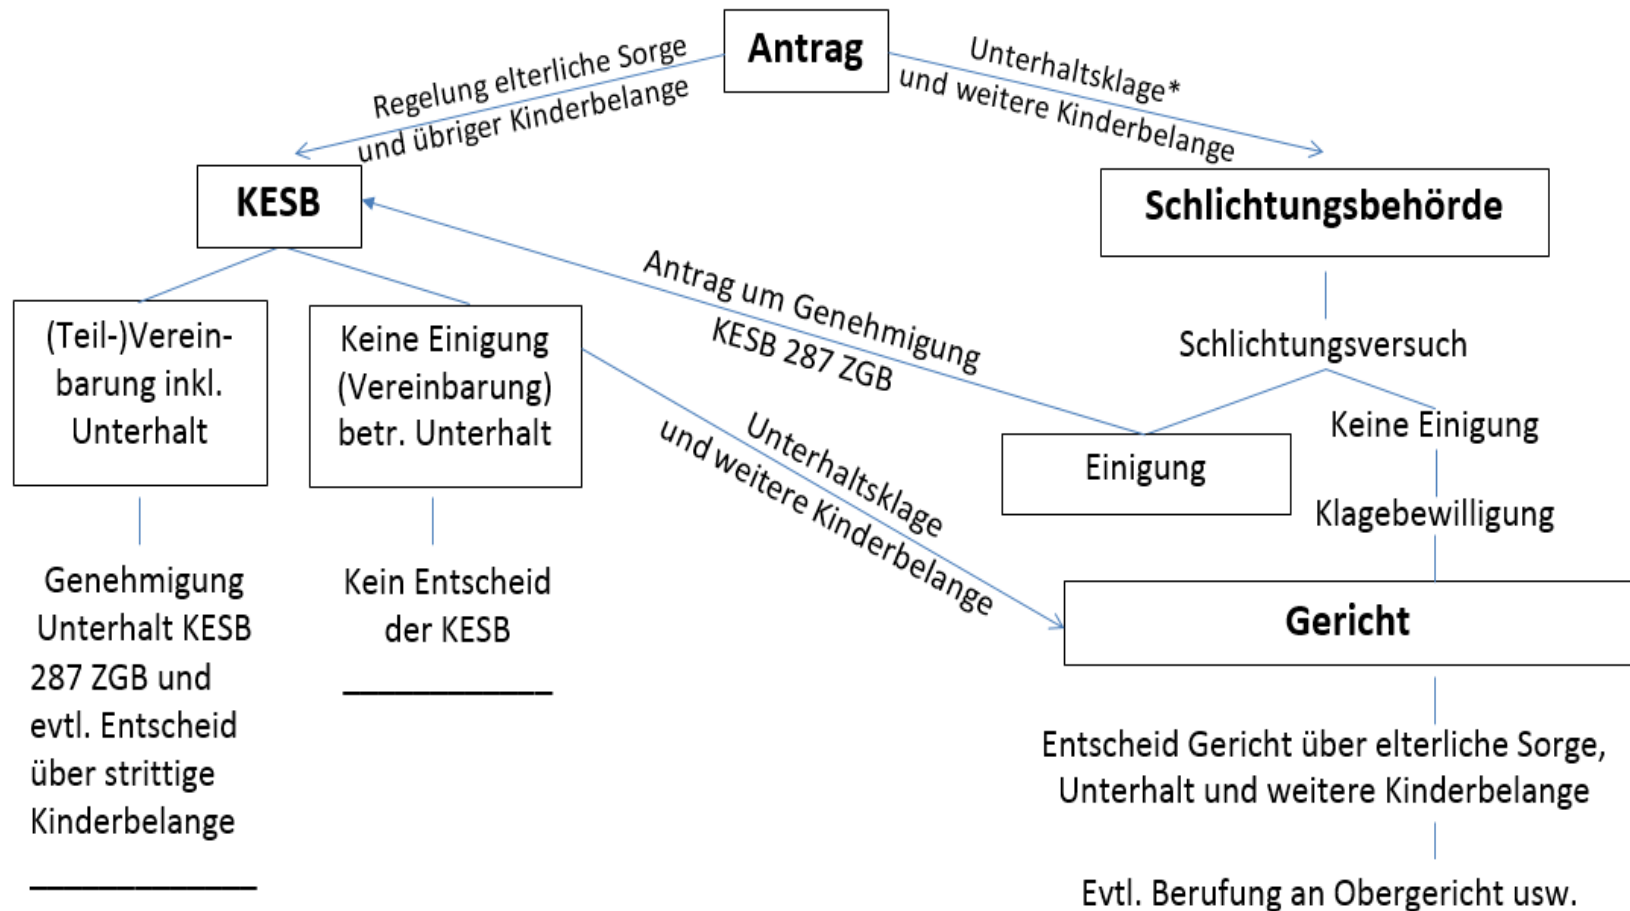 Antrag
Regelung elterliche Sorge
und übriger Kinderbelange
Unterhaltsklage*
und weitere Kinderbelange
KESB
Schlichtungsbehörde
Antrag um Genehmigung
KESB 287 ZGB
(Teil-)Verein-
barung inkl.
Unterhalt
Keine Einigung
(Vereinbarung)
betr. Unterhalt
Schlichtungsversuch
Unterhaltsklage
und weitere Kinderbelange
Einigung
Keine Einigung
Klagebewilligung
Genehmigung
Unterhalt KESB
287 ZGB und
evtl. Entscheid
über strittige
Kinderbelange
Kein Entscheid
der KESB
Gericht
Entscheid Gericht über elterliche Sorge,
Unterhalt und weitere Kinderbelange
Evtl. Berufung an Obergericht usw.